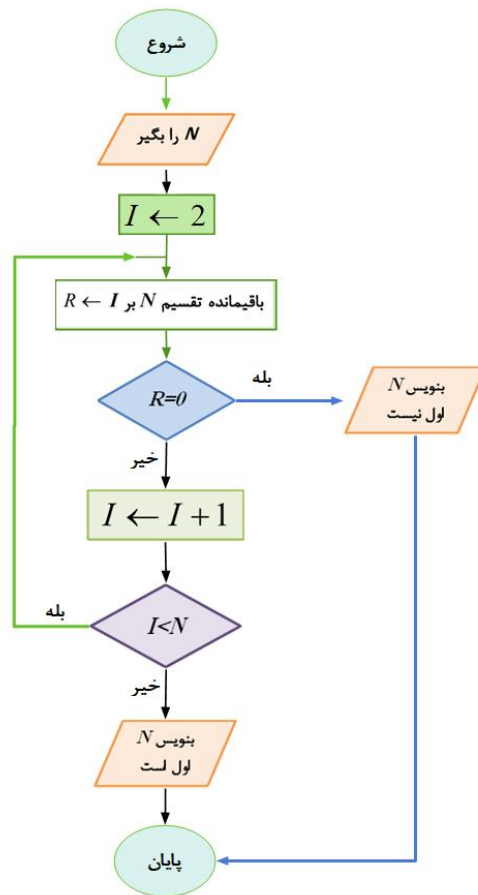 شروع
N را بگیر
I ← 2
باقیمانده تقسیم N بر R ← I
R=0
بله
بنویس N
اول نیست
خیر
I ← I + 1
بله
I<N
خیر
بنویس N
اول است
پایان